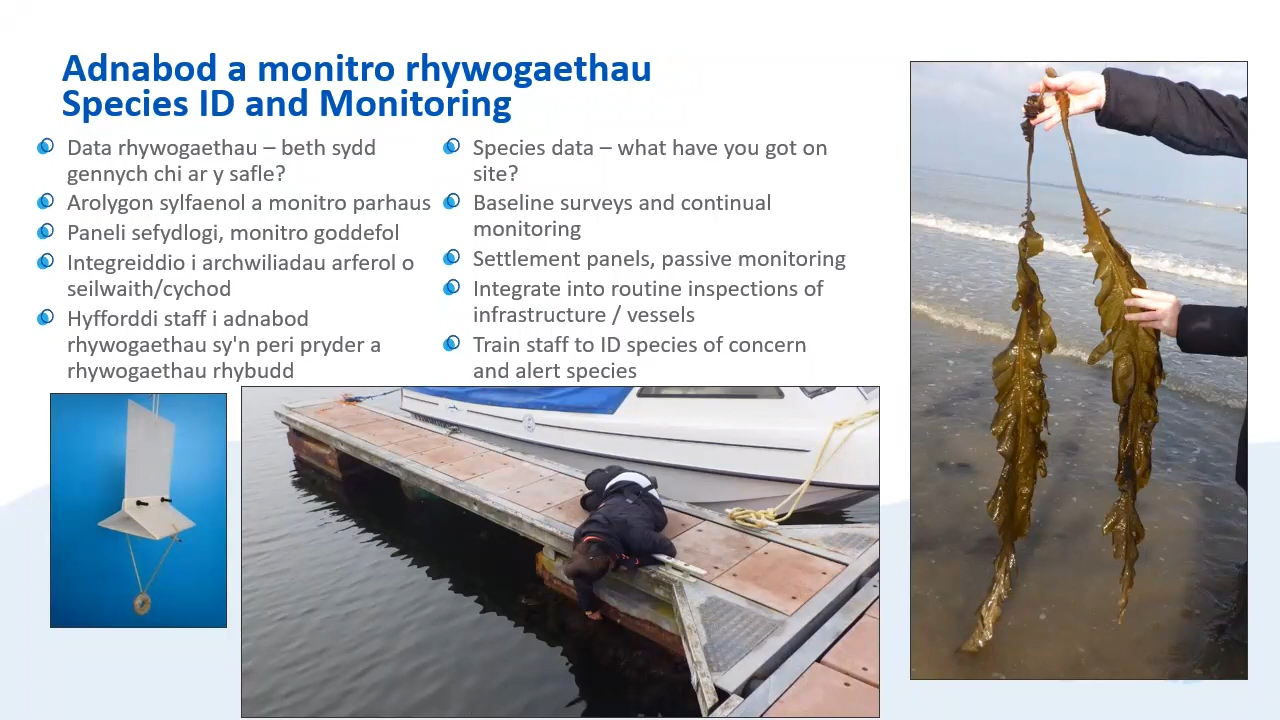 Adnabod a monitro rhywogaethau
Species ID and Monitoring
Data rhywogaethau – beth sydd
gennych chi ar y safle?
Arolygon sylfaenol a monitro parhaus
Paneli sefydlogi, monitro goddefol
Integreiddio i archwiliadau arferol o
seilwaith/cychod
Hyfforddi staff i adnabod
rhywogaethau sy'n peri pryder a
rhywogaethau rhybudd
Species data – what have you got on
site?
Baseline surveys and continual
monitoring
Settlement panels, passive monitoring
Integrate into routine inspections of
infrastructure / vessels
Train staff to ID species of concern
and alert species